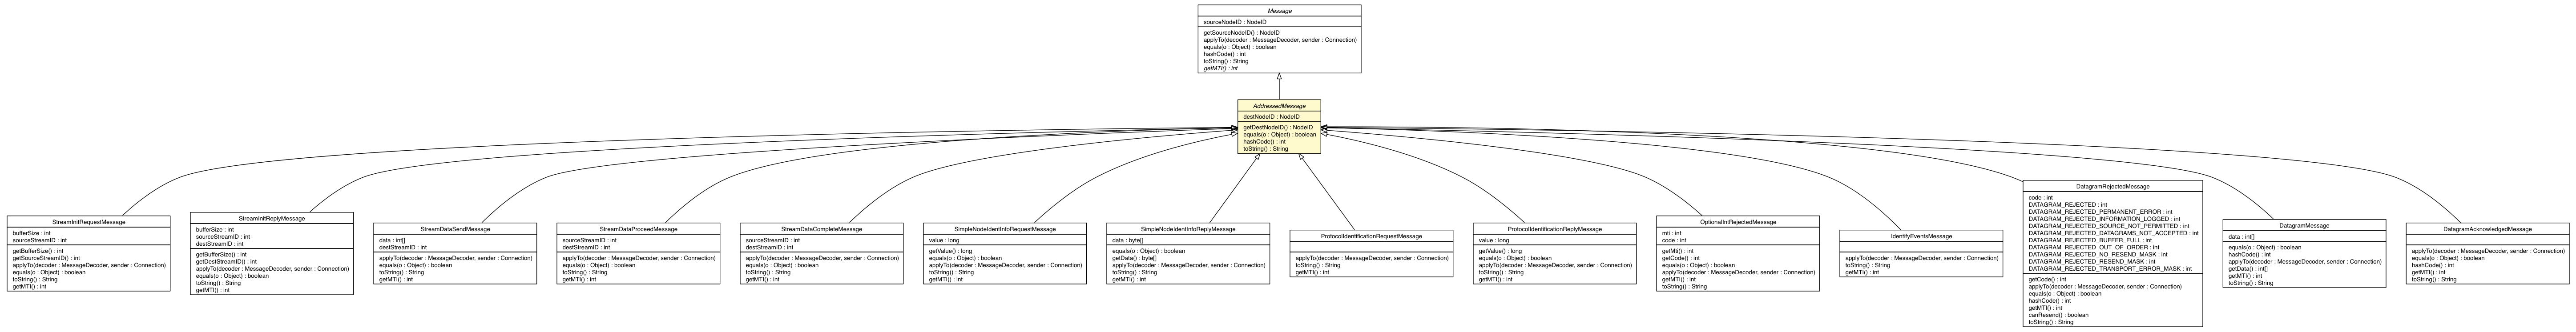 Message
sourceNodeID : NodeID
getSourceNodeID() : NodeID
applyTo(decoder : MessageDecoder, sender : Connection)
equals(o : Object) : boolean
hashCode() : int
toString() : String
getMTI() : int
AddressedMessage
destNodeID : NodeID
getDestNodeID() : NodeID
equals(o : Object) : boolean
hashCode() : int
toString() : String
StreamInitRequestMessage
bufferSize : int
sourceStreamID : int
getBufferSize() : int
getSourceStreamID() : int
applyTo(decoder : MessageDecoder, sender : Connection)
equals(o : Object) : boolean
toString() : String
getMTI() : int
StreamInitReplyMessage
bufferSize : int
sourceStreamID : int
destStreamID : int
getBufferSize() : int
getDestStreamID() : int
applyTo(decoder : MessageDecoder, sender : Connection)
equals(o : Object) : boolean
toString() : String
getMTI() : int
StreamDataSendMessage
data : int[]
destStreamID : int
applyTo(decoder : MessageDecoder, sender : Connection)
equals(o : Object) : boolean
toString() : String
getMTI() : int
StreamDataProceedMessage
sourceStreamID : int
destStreamID : int
applyTo(decoder : MessageDecoder, sender : Connection)
equals(o : Object) : boolean
toString() : String
getMTI() : int
StreamDataCompleteMessage
sourceStreamID : int
destStreamID : int
applyTo(decoder : MessageDecoder, sender : Connection)
equals(o : Object) : boolean
toString() : String
getMTI() : int
SimpleNodeIdentInfoRequestMessage
value : long
getValue() : long
equals(o : Object) : boolean
applyTo(decoder : MessageDecoder, sender : Connection)
toString() : String
getMTI() : int
SimpleNodeIdentInfoReplyMessage
data : byte[]
equals(o : Object) : boolean
getData() : byte[]
applyTo(decoder : MessageDecoder, sender : Connection)
toString() : String
getMTI() : int
ProtocolIdentificationRequestMessage
applyTo(decoder : MessageDecoder, sender : Connection)
toString() : String
getMTI() : int
ProtocolIdentificationReplyMessage
value : long
getValue() : long
equals(o : Object) : boolean
applyTo(decoder : MessageDecoder, sender : Connection)
toString() : String
getMTI() : int
OptionalIntRejectedMessage
mti : int
code : int
getMti() : int
getCode() : int
equals(o : Object) : boolean
applyTo(decoder : MessageDecoder, sender : Connection)
getMTI() : int
toString() : String
IdentifyEventsMessage
applyTo(decoder : MessageDecoder, sender : Connection)
toString() : String
getMTI() : int
DatagramRejectedMessage
code : int
DATAGRAM_REJECTED : int
DATAGRAM_REJECTED_PERMANENT_ERROR : int
DATAGRAM_REJECTED_INFORMATION_LOGGED : int
DATAGRAM_REJECTED_SOURCE_NOT_PERMITTED : int
DATAGRAM_REJECTED_DATAGRAMS_NOT_ACCEPTED : int
DATAGRAM_REJECTED_BUFFER_FULL : int
DATAGRAM_REJECTED_OUT_OF_ORDER : int
DATAGRAM_REJECTED_NO_RESEND_MASK : int
DATAGRAM_REJECTED_RESEND_MASK : int
DATAGRAM_REJECTED_TRANSPORT_ERROR_MASK : int
getCode() : int
applyTo(decoder : MessageDecoder, sender : Connection)
equals(o : Object) : boolean
hashCode() : int
getMTI() : int
canResend() : boolean
toString() : String
DatagramMessage
data : int[]
equals(o : Object) : boolean
hashCode() : int
applyTo(decoder : MessageDecoder, sender : Connection)
getData() : int[]
getMTI() : int
toString() : String
DatagramAcknowledgedMessage
applyTo(decoder : MessageDecoder, sender : Connection)
equals(o : Object) : boolean
hashCode() : int
getMTI() : int
toString() : String